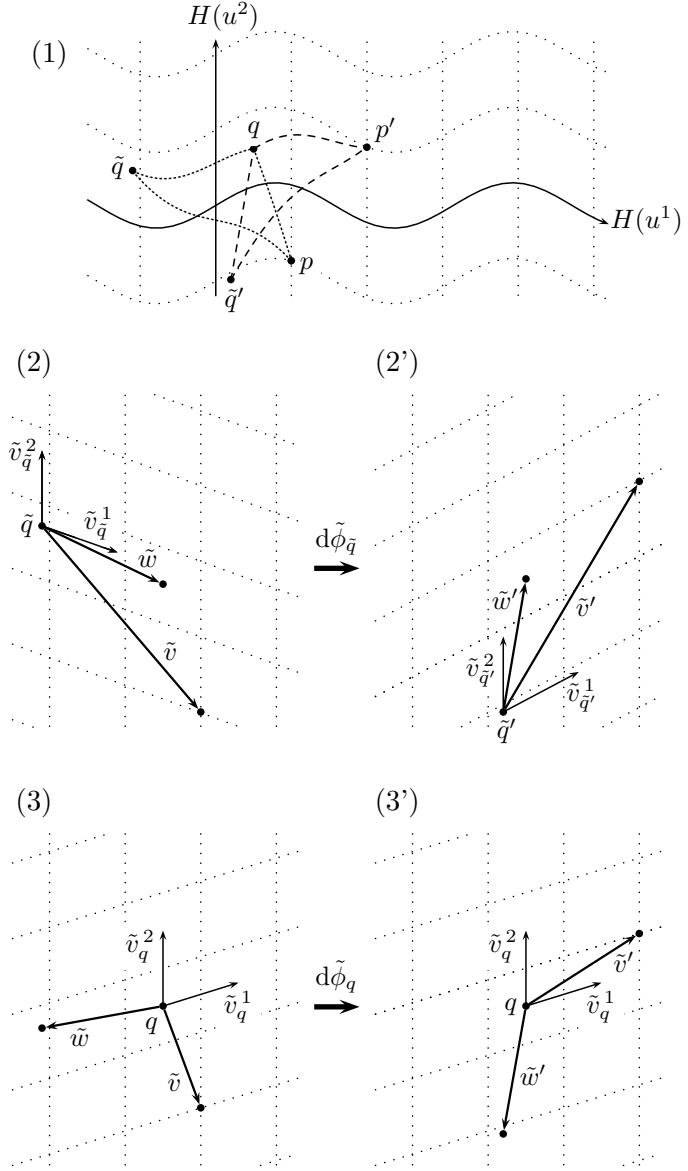 (1)
H(u²)
q
p′
q̃
H(u¹)
p
q̃′
(2)
(2')
ṽ_q̃²
q̃
ṽ_q̃¹
w̃
ṽ
dϕ̃_q̃
w̃′
ṽ′
ṽ_q̃′²
ṽ_q̃′¹
q̃′
(3)
(3')
ṽ_q²
ṽ_q¹
q
w̃
ṽ
dϕ̃_q
ṽ_q²
ṽ′
q
ṽ_q¹
w̃′